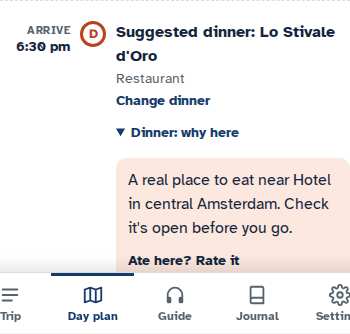 ARRIVE
6:30 pm
D
Suggested dinner: Lo Stivale
d'Oro
Restaurant
Change dinner
Dinner: why here
A real place to eat near Hotel
in central Amsterdam. Check
it's open before you go.
Ate here? Rate it
Trip
Day plan
Guide
Journal
Settin